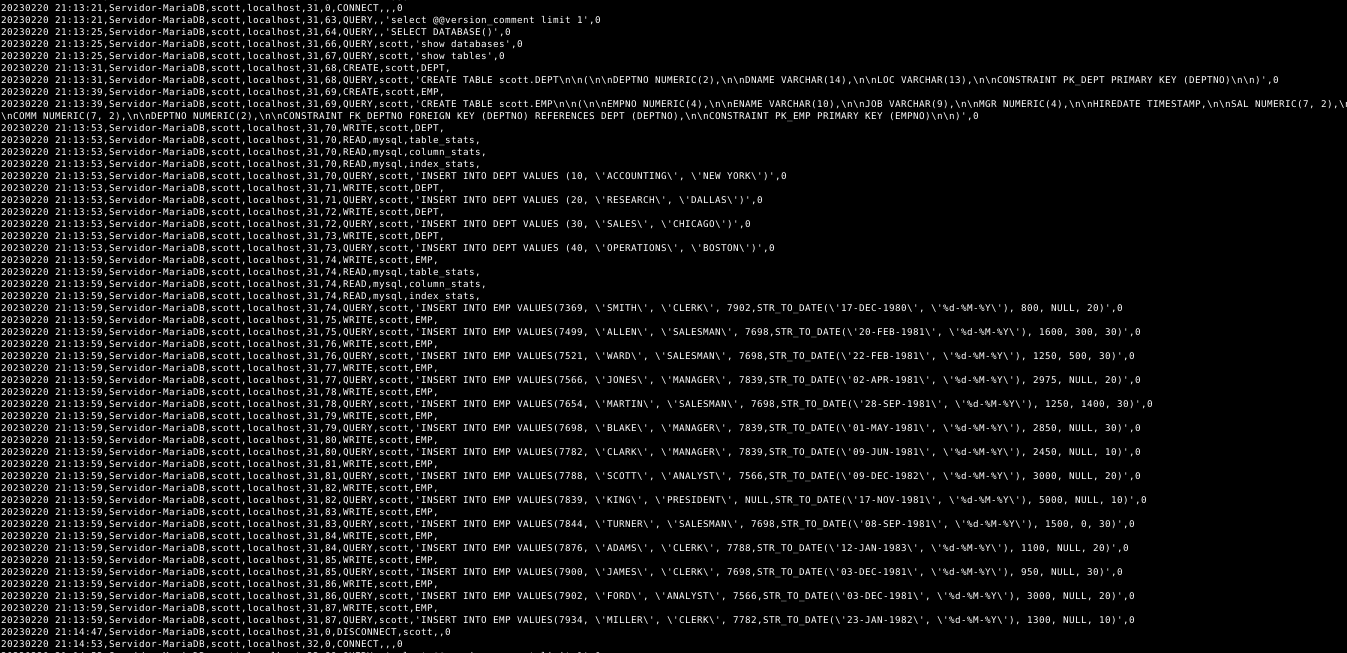 20230220 21:13:21,Servidor-MariaDB,scott,localhost,31,0,CONNECT,,,0
20230220 21:13:21,Servidor-MariaDB,scott,localhost,31,63,QUERY,,'select @@version_comment limit 1',0
20230220 21:13:25,Servidor-MariaDB,scott,localhost,31,64,QUERY,,'SELECT DATABASE()',0
20230220 21:13:25,Servidor-MariaDB,scott,localhost,31,66,QUERY,scott,'show databases',0
20230220 21:13:25,Servidor-MariaDB,scott,localhost,31,67,QUERY,scott,'show tables',0
20230220 21:13:31,Servidor-MariaDB,scott,localhost,31,68,CREATE,scott,DEPT,
20230220 21:13:31,Servidor-MariaDB,scott,localhost,31,68,QUERY,scott,'CREATE TABLE scott.DEPT\n\n(\n\nDEPTNO NUMERIC(2),\n\nDNAME VARCHAR(14),\n\nLOC VARCHAR(13),\n\nCONSTRAINT PK_DEPT PRIMARY KEY (DEPTNO)\n\n)',0
20230220 21:13:39,Servidor-MariaDB,scott,localhost,31,69,CREATE,scott,EMP,
20230220 21:13:39,Servidor-MariaDB,scott,localhost,31,69,QUERY,scott,'CREATE TABLE scott.EMP\n\n(\n\nEMPNO NUMERIC(4),\n\nENAME VARCHAR(10),\n\nJOB VARCHAR(9),\n\nMGR NUMERIC(4),\n\nHIREDATE TIMESTAMP,\n\nSAL NUMERIC(7, 2),\n\
\nCOMM NUMERIC(7, 2),\n\nDEPTNO NUMERIC(2),\n\nCONSTRAINT FK_DEPTNO FOREIGN KEY (DEPTNO) REFERENCES DEPT (DEPTNO),\n\nCONSTRAINT PK_EMP PRIMARY KEY (EMPNO)\n\n)',0
20230220 21:13:53,Servidor-MariaDB,scott,localhost,31,70,WRITE,scott,DEPT,
20230220 21:13:53,Servidor-MariaDB,scott,localhost,31,70,READ,mysql,table_stats,
20230220 21:13:53,Servidor-MariaDB,scott,localhost,31,70,READ,mysql,column_stats,
20230220 21:13:53,Servidor-MariaDB,scott,localhost,31,70,READ,mysql,index_stats,
20230220 21:13:53,Servidor-MariaDB,scott,localhost,31,70,QUERY,scott,'INSERT INTO DEPT VALUES (10, \'ACCOUNTING\', \'NEW YORK\')',0
20230220 21:13:53,Servidor-MariaDB,scott,localhost,31,71,WRITE,scott,DEPT,
20230220 21:13:53,Servidor-MariaDB,scott,localhost,31,71,QUERY,scott,'INSERT INTO DEPT VALUES (20, \'RESEARCH\', \'DALLAS\')',0
20230220 21:13:53,Servidor-MariaDB,scott,localhost,31,72,WRITE,scott,DEPT,
20230220 21:13:53,Servidor-MariaDB,scott,localhost,31,72,QUERY,scott,'INSERT INTO DEPT VALUES (30, \'SALES\', \'CHICAGO\')',0
20230220 21:13:53,Servidor-MariaDB,scott,localhost,31,73,WRITE,scott,DEPT,
20230220 21:13:53,Servidor-MariaDB,scott,localhost,31,73,QUERY,scott,'INSERT INTO DEPT VALUES (40, \'OPERATIONS\', \'BOSTON\')',0
20230220 21:13:59,Servidor-MariaDB,scott,localhost,31,74,WRITE,scott,EMP,
20230220 21:13:59,Servidor-MariaDB,scott,localhost,31,74,READ,mysql,table_stats,
20230220 21:13:59,Servidor-MariaDB,scott,localhost,31,74,READ,mysql,column_stats,
20230220 21:13:59,Servidor-MariaDB,scott,localhost,31,74,READ,mysql,index_stats,
20230220 21:13:59,Servidor-MariaDB,scott,localhost,31,74,QUERY,scott,'INSERT INTO EMP VALUES(7369, \'SMITH\', \'CLERK\', 7902,STR_TO_DATE(\'17-DEC-1980\', \'%d-%M-%Y\'), 800, NULL, 20)',0
20230220 21:13:59,Servidor-MariaDB,scott,localhost,31,75,WRITE,scott,EMP,
20230220 21:13:59,Servidor-MariaDB,scott,localhost,31,75,QUERY,scott,'INSERT INTO EMP VALUES(7499, \'ALLEN\', \'SALESMAN\', 7698,STR_TO_DATE(\'20-FEB-1981\', \'%d-%M-%Y\'), 1600, 300, 30)',0
20230220 21:13:59,Servidor-MariaDB,scott,localhost,31,76,WRITE,scott,EMP,
20230220 21:13:59,Servidor-MariaDB,scott,localhost,31,76,QUERY,scott,'INSERT INTO EMP VALUES(7521, \'WARD\', \'SALESMAN\', 7698,STR_TO_DATE(\'22-FEB-1981\', \'%d-%M-%Y\'), 1250, 500, 30)',0
20230220 21:13:59,Servidor-MariaDB,scott,localhost,31,77,WRITE,scott,EMP,
20230220 21:13:59,Servidor-MariaDB,scott,localhost,31,77,QUERY,scott,'INSERT INTO EMP VALUES(7566, \'JONES\', \'MANAGER\', 7839,STR_TO_DATE(\'02-APR-1981\', \'%d-%M-%Y\'), 2975, NULL, 20)',0
20230220 21:13:59,Servidor-MariaDB,scott,localhost,31,78,WRITE,scott,EMP,
20230220 21:13:59,Servidor-MariaDB,scott,localhost,31,78,QUERY,scott,'INSERT INTO EMP VALUES(7654, \'MARTIN\', \'SALESMAN\', 7698,STR_TO_DATE(\'28-SEP-1981\', \'%d-%M-%Y\'), 1250, 1400, 30)',0
20230220 21:13:59,Servidor-MariaDB,scott,localhost,31,79,WRITE,scott,EMP,
20230220 21:13:59,Servidor-MariaDB,scott,localhost,31,79,QUERY,scott,'INSERT INTO EMP VALUES(7698, \'BLAKE\', \'MANAGER\', 7839,STR_TO_DATE(\'01-MAY-1981\', \'%d-%M-%Y\'), 2850, NULL, 30)',0
20230220 21:13:59,Servidor-MariaDB,scott,localhost,31,80,WRITE,scott,EMP,
20230220 21:13:59,Servidor-MariaDB,scott,localhost,31,80,QUERY,scott,'INSERT INTO EMP VALUES(7782, \'CLARK\', \'MANAGER\', 7839,STR_TO_DATE(\'09-JUN-1981\', \'%d-%M-%Y\'), 2450, NULL, 10)',0
20230220 21:13:59,Servidor-MariaDB,scott,localhost,31,81,WRITE,scott,EMP,
20230220 21:13:59,Servidor-MariaDB,scott,localhost,31,81,QUERY,scott,'INSERT INTO EMP VALUES(7788, \'SCOTT\', \'ANALYST\', 7566,STR_TO_DATE(\'09-DEC-1982\', \'%d-%M-%Y\'), 3000, NULL, 20)',0
20230220 21:13:59,Servidor-MariaDB,scott,localhost,31,82,WRITE,scott,EMP,
20230220 21:13:59,Servidor-MariaDB,scott,localhost,31,82,QUERY,scott,'INSERT INTO EMP VALUES(7839, \'KING\', \'PRESIDENT\', NULL,STR_TO_DATE(\'17-NOV-1981\', \'%d-%M-%Y\'), 5000, NULL, 10)',0
20230220 21:13:59,Servidor-MariaDB,scott,localhost,31,83,WRITE,scott,EMP,
20230220 21:13:59,Servidor-MariaDB,scott,localhost,31,83,QUERY,scott,'INSERT INTO EMP VALUES(7844, \'TURNER\', \'SALESMAN\', 7698,STR_TO_DATE(\'08-SEP-1981\', \'%d-%M-%Y\'), 1500, 0, 30)',0
20230220 21:13:59,Servidor-MariaDB,scott,localhost,31,84,WRITE,scott,EMP,
20230220 21:13:59,Servidor-MariaDB,scott,localhost,31,84,QUERY,scott,'INSERT INTO EMP VALUES(7876, \'ADAMS\', \'CLERK\', 7788,STR_TO_DATE(\'12-JAN-1983\', \'%d-%M-%Y\'), 1100, NULL, 20)',0
20230220 21:13:59,Servidor-MariaDB,scott,localhost,31,85,WRITE,scott,EMP,
20230220 21:13:59,Servidor-MariaDB,scott,localhost,31,85,QUERY,scott,'INSERT INTO EMP VALUES(7900, \'JAMES\', \'CLERK\', 7698,STR_TO_DATE(\'03-DEC-1981\', \'%d-%M-%Y\'), 950, NULL, 30)',0
20230220 21:13:59,Servidor-MariaDB,scott,localhost,31,86,WRITE,scott,EMP,
20230220 21:13:59,Servidor-MariaDB,scott,localhost,31,86,QUERY,scott,'INSERT INTO EMP VALUES(7902, \'FORD\', \'ANALYST\', 7566,STR_TO_DATE(\'03-DEC-1981\', \'%d-%M-%Y\'), 3000, NULL, 20)',0
20230220 21:13:59,Servidor-MariaDB,scott,localhost,31,87,WRITE,scott,EMP,
20230220 21:13:59,Servidor-MariaDB,scott,localhost,31,87,QUERY,scott,'INSERT INTO EMP VALUES(7934, \'MILLER\', \'CLERK\', 7782,STR_TO_DATE(\'23-JAN-1982\', \'%d-%M-%Y\'), 1300, NULL, 10)',0
20230220 21:14:47,Servidor-MariaDB,scott,localhost,31,0,DISCONNECT,scott,,0
20230220 21:14:53,Servidor-MariaDB,scott,localhost,32,0,CONNECT,,,0